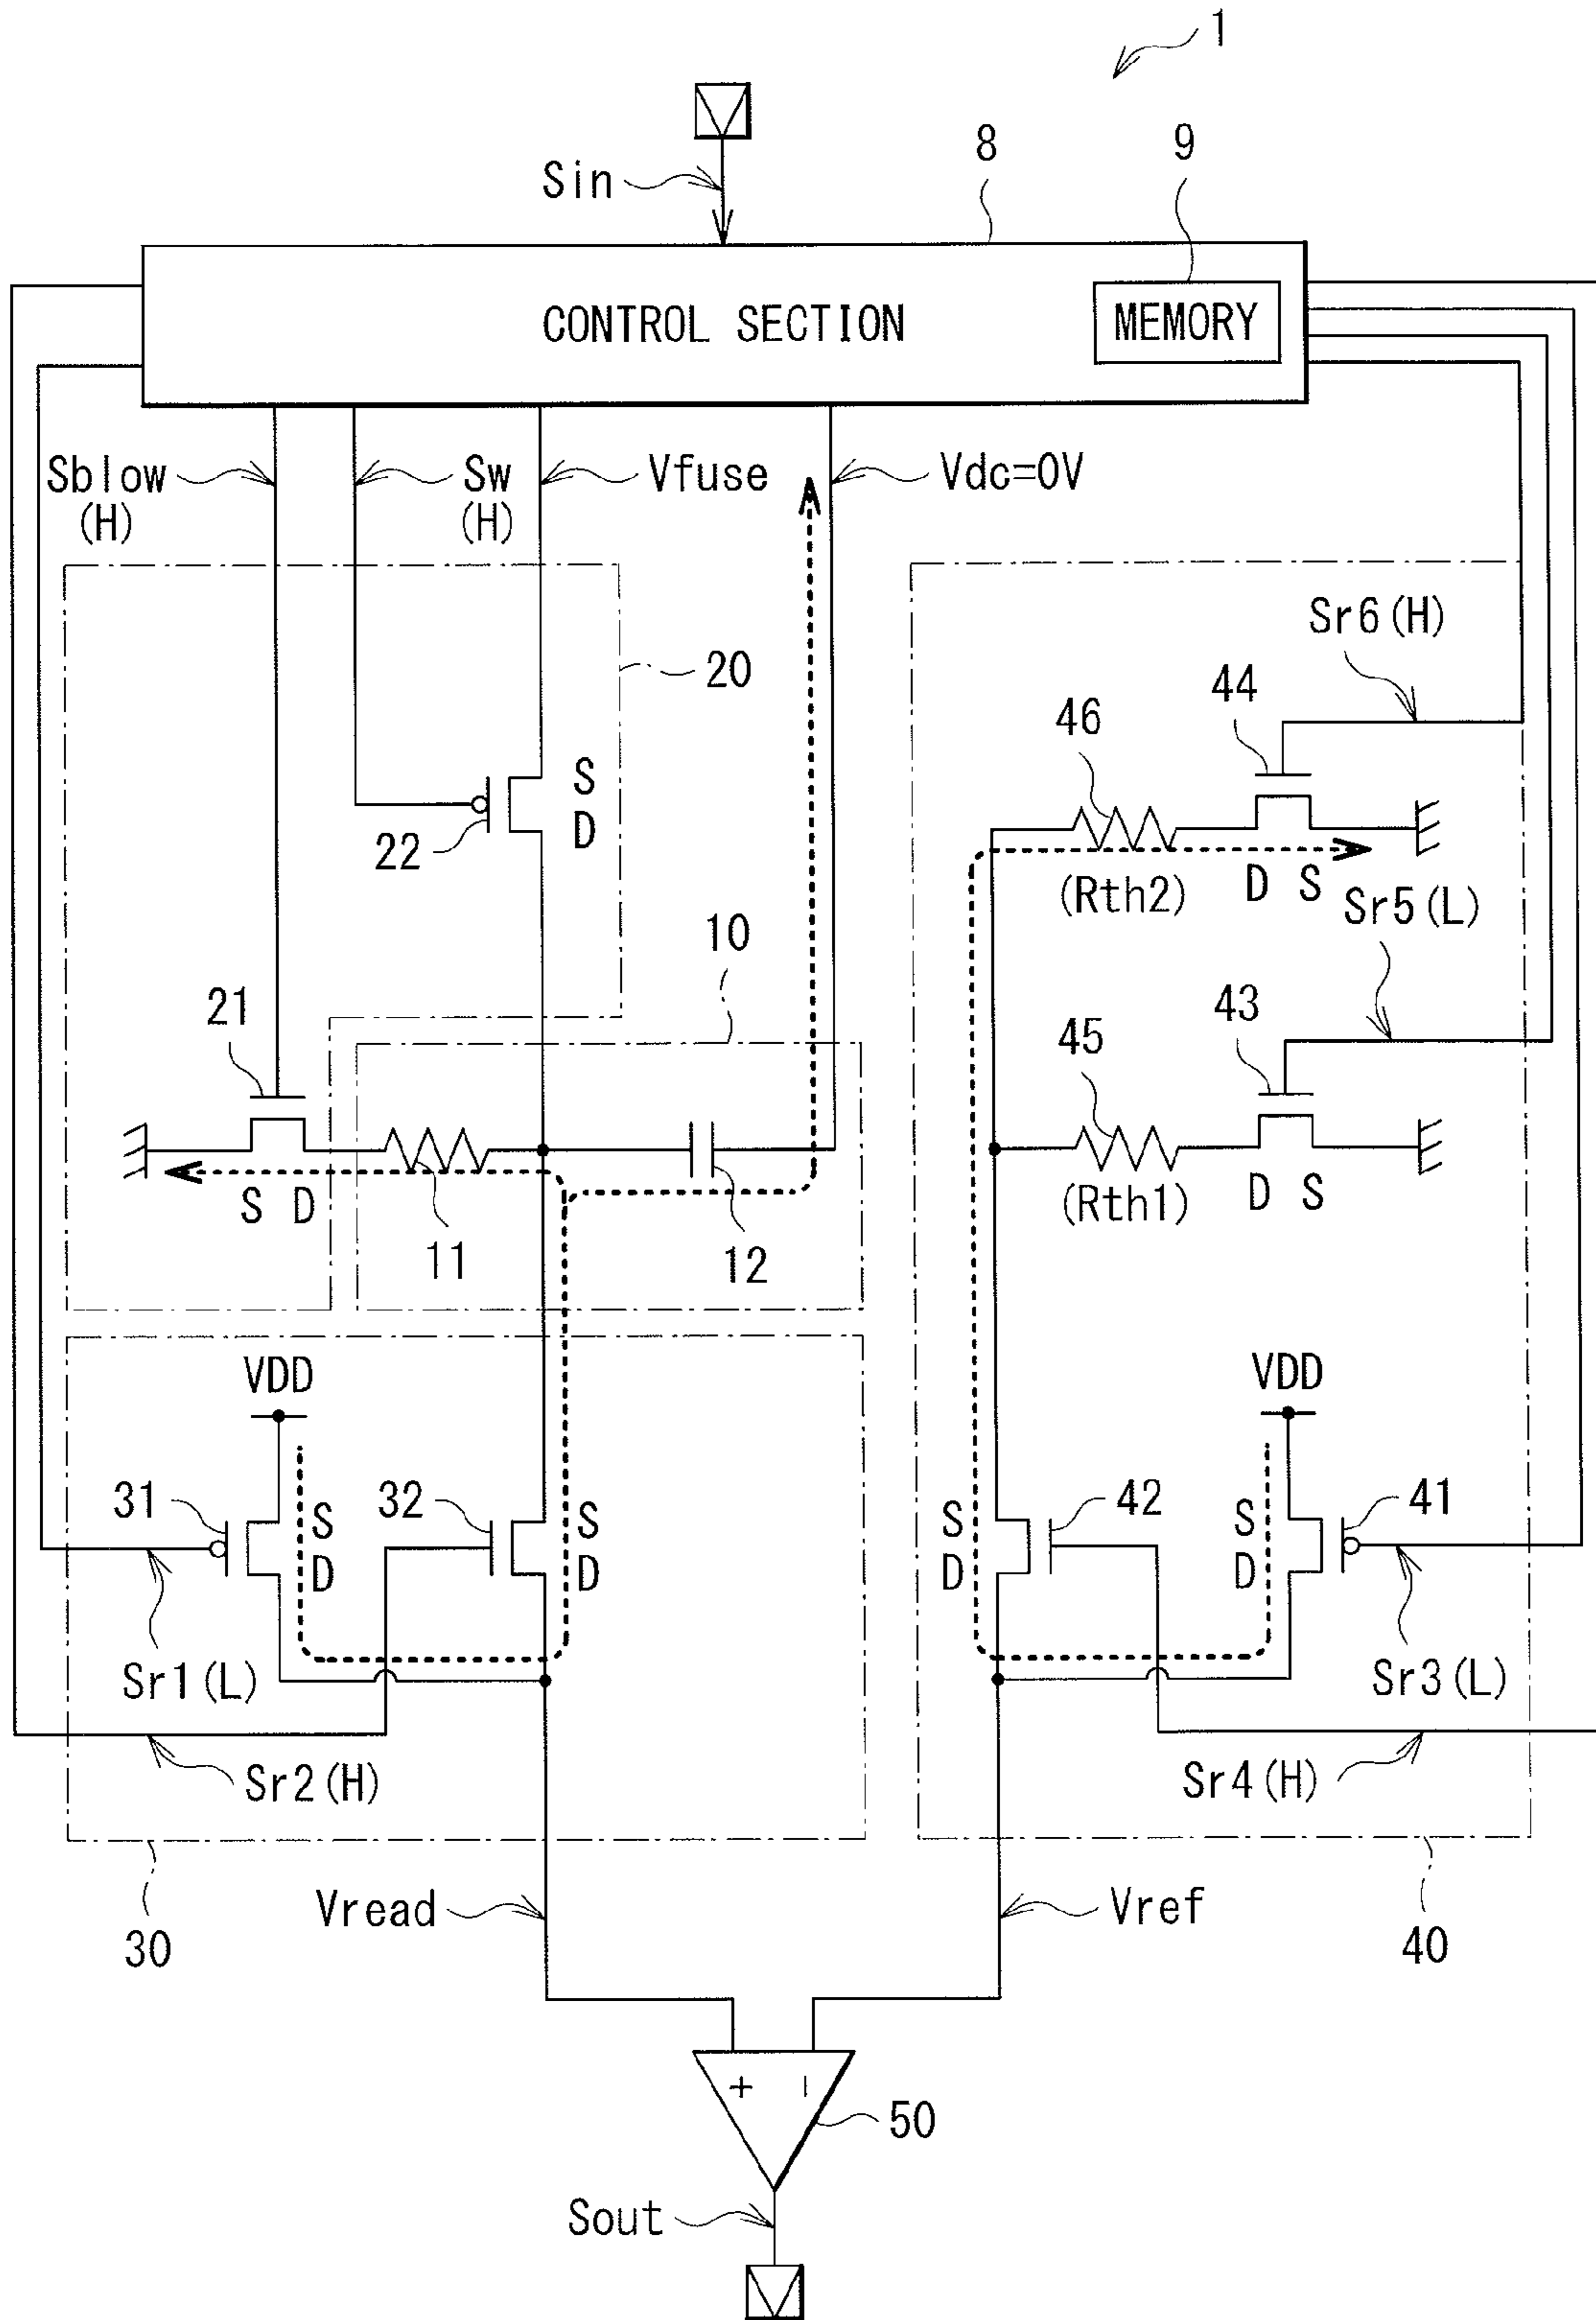 1
Sin
8
9
CONTROL SECTION
MEMORY
Sblow
(H)
Sw
(H)
Vfuse
Vdc=0V
20
Sr6(H)
44
46
S
D
22
(Rth2)
D S
Sr5(L)
10
21
43
45
S D
11
12
(Rth1)
D S
VDD
VDD
31
S
D
32
S
D
S
D
42
S
D
41
Sr1(L)
Sr3(L)
Sr2(H)
Sr4(H)
30
Vread
Vref
40
+
−
50
Sout